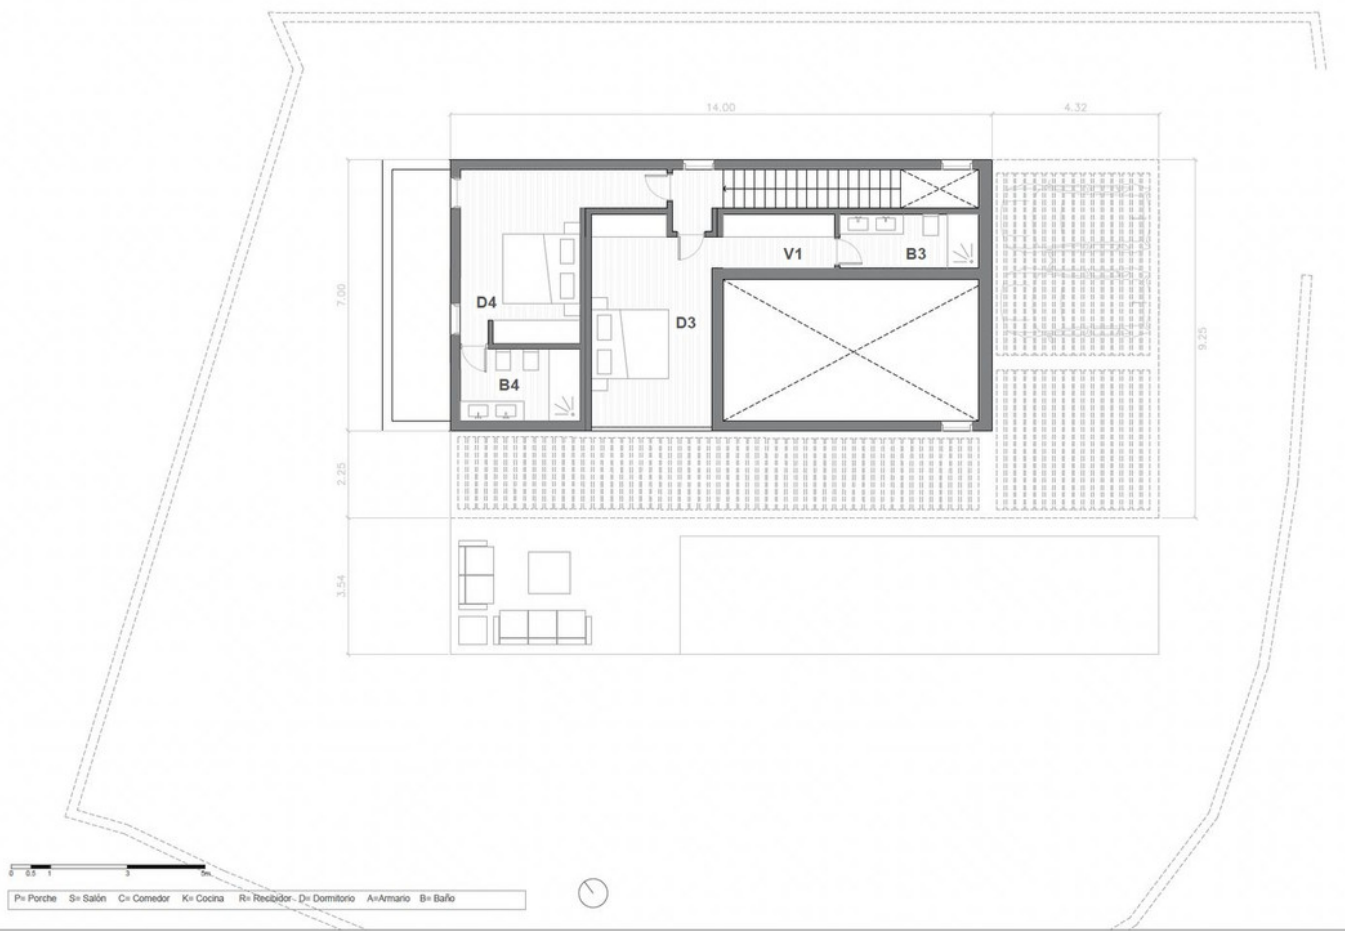 14.00
4.32
7.00
9.25
V1
B3
D4
D3
B4
2.25
3.54
0 0.5 1 3 5m
P= Porche S= Salón C= Comedor K= Cocina R= Recibidor D= Dormitorio A=Armario B= Baño